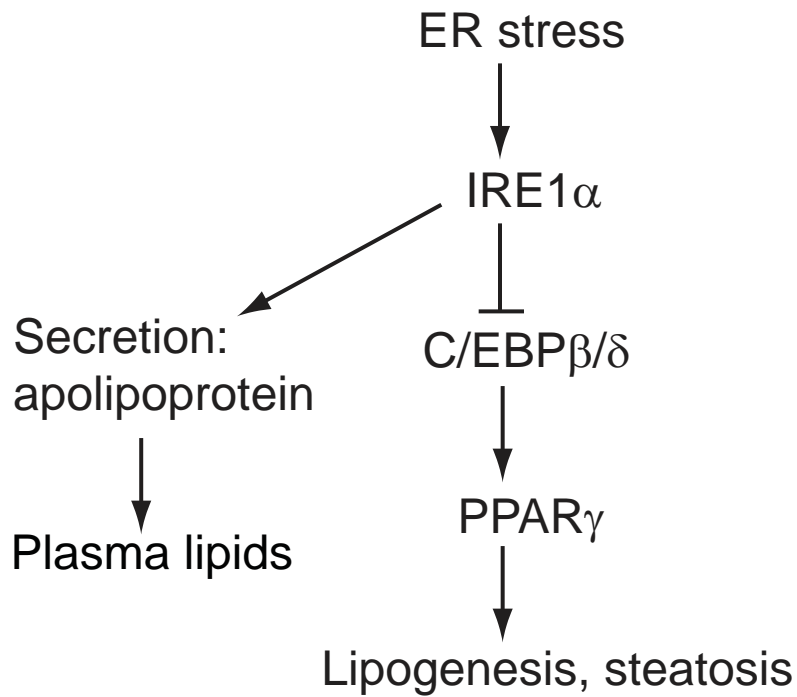 ER stress
IRE1α
Secretion:
apolipoprotein
C/EBPβ/δ
PPARγ
Plasma lipids
Lipogenesis, steatosis